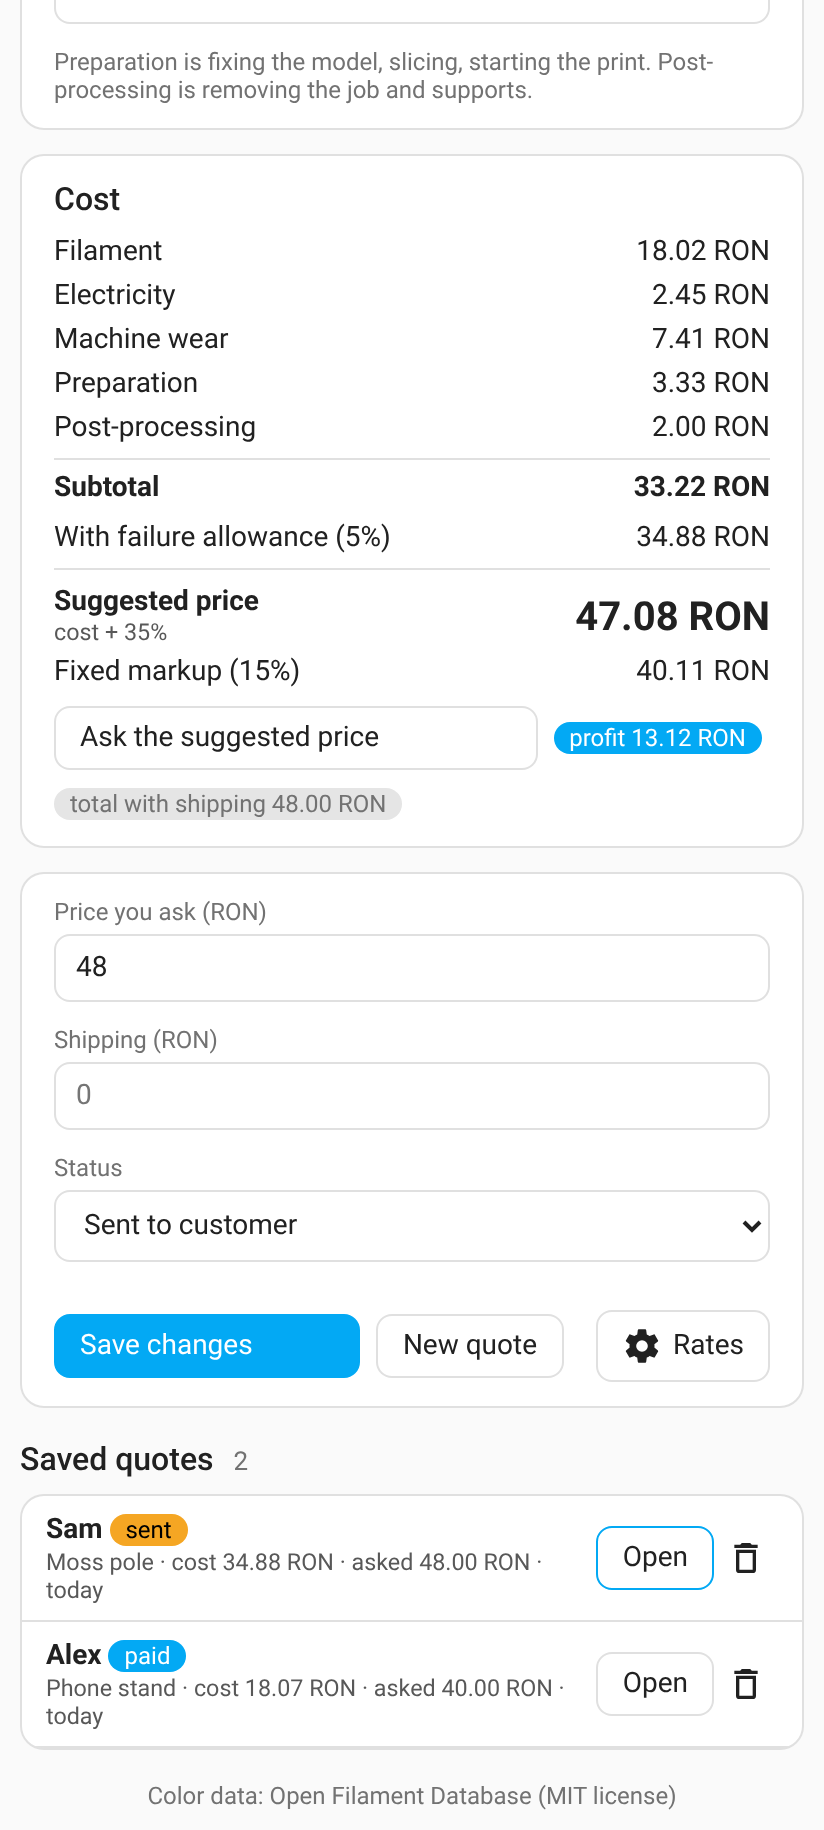 Preparation is fixing the model, slicing, starting the print. Post-
processing is removing the job and supports.
Cost
Filament 18.02 RON
Electricity 2.45 RON
Machine wear 7.41 RON
Preparation 3.33 RON
Post-processing 2.00 RON
Subtotal 33.22 RON
With failure allowance (5%) 34.88 RON
Suggested price 47.08 RON
cost + 35%
Fixed markup (15%) 40.11 RON
Ask the suggested price profit 13.12 RON
total with shipping 48.00 RON
Price you ask (RON)
48
Shipping (RON)
0
Status
Sent to customer
Save changes New quote Rates
Saved quotes 2
Sam sent
Moss pole · cost 34.88 RON · asked 48.00 RON ·
today
Open
Alex paid
Phone stand · cost 18.07 RON · asked 40.00 RON ·
today
Open
Color data: Open Filament Database (MIT license)